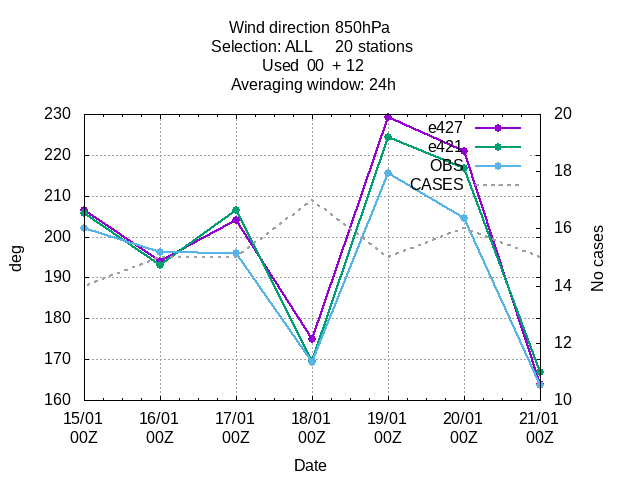 Wind direction 850hPa
Selection: ALL     20 stations
Used  00  + 12
Averaging window: 24h
230
220
210
200
190
180
170
160
20
18
16
14
12
10
e427
e421
OBS
CASES
deg
No cases
15/01 16/01 17/01 18/01 19/01 20/01 21/01
00Z 00Z 00Z 00Z 00Z 00Z 00Z
Date